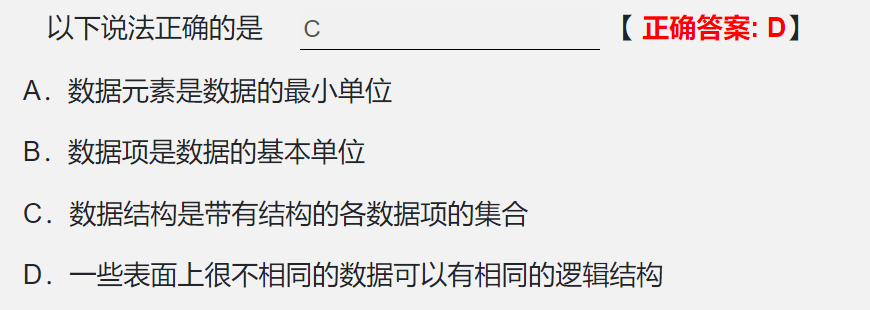 以下说法正确的是 C 【 正确答案: D】
A. 数据元素是数据的最小单位
B. 数据项是数据的基本单位
C. 数据结构是带有结构的各数据项的集合
D. 一些表面上很不相同的数据可以有相同的逻辑结构